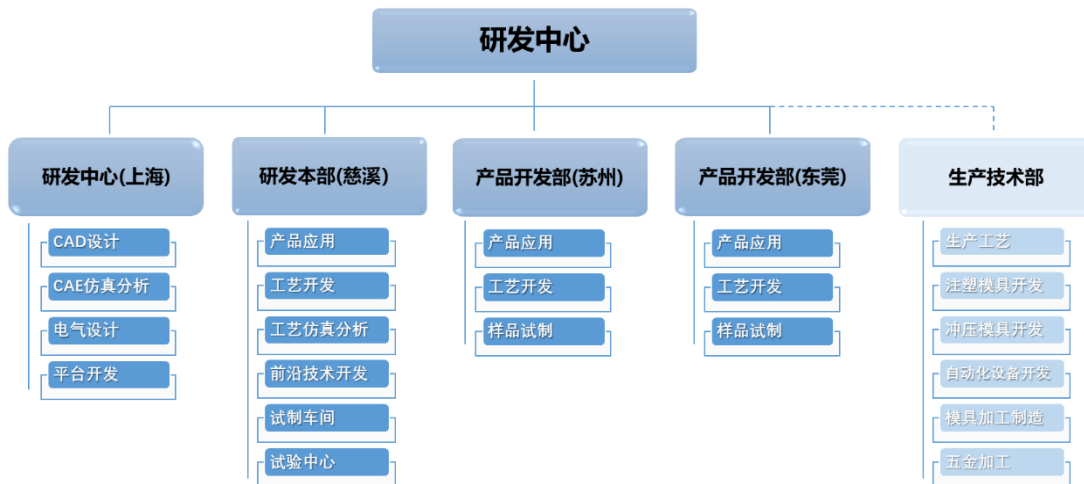 研发中心
研发中心(上海)
CAD设计
CAE仿真分析
电气设计
平台开发
研发本部(慈溪）
产品应用
工艺开发
工艺仿真分析
前沿技术开发
试制车间
试验中心
产品开发部(苏州)
产品应用
工艺开发
样品试制
产品开发部(东莞)
产品应用
工艺开发
样品试制
生产技术部
生产工艺
注塑模具开发
冲压模具开发
自动化设备开发
模具加工制造
五金加工